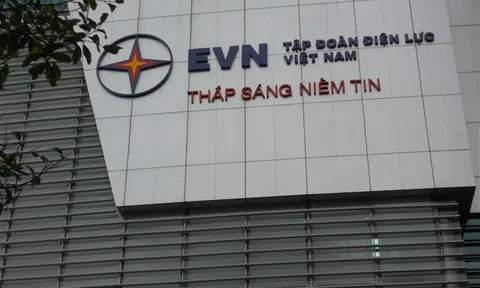 EVN TẬP ĐOÀN ĐIỆN LỰC
VIỆT NAM
THẮP SÁNG NIỀM TIN